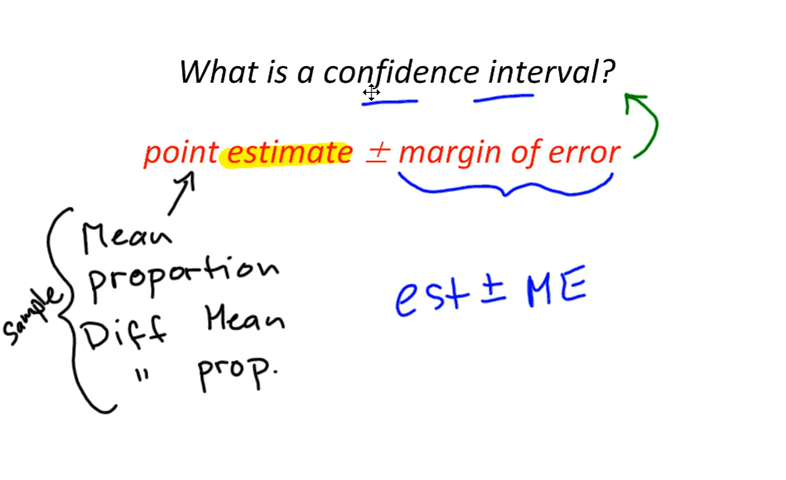 What is a confidence interval?
point estimate ± margin of error
Mean
proportion
Diff Mean
" prop.
Sample
est ± ME